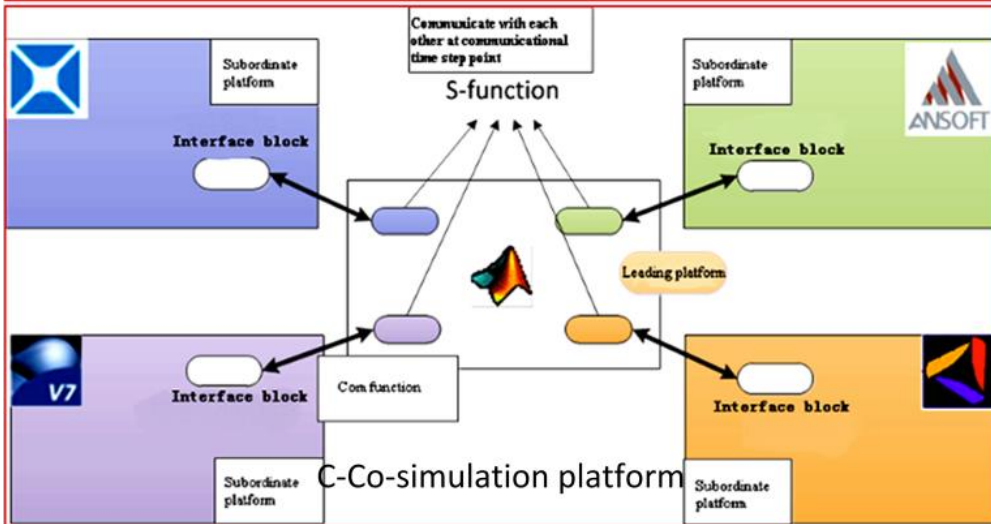 Communicate with each
other at communicational
time step point
S-function
Subordinate
platform
Subordinate
platform
ANSOFT
Interface block
Interface block
Leading platform
V7
Interface block
Com function
Interface block
C-Co-simulation platform
Subordinate
platform
Subordinate
platform